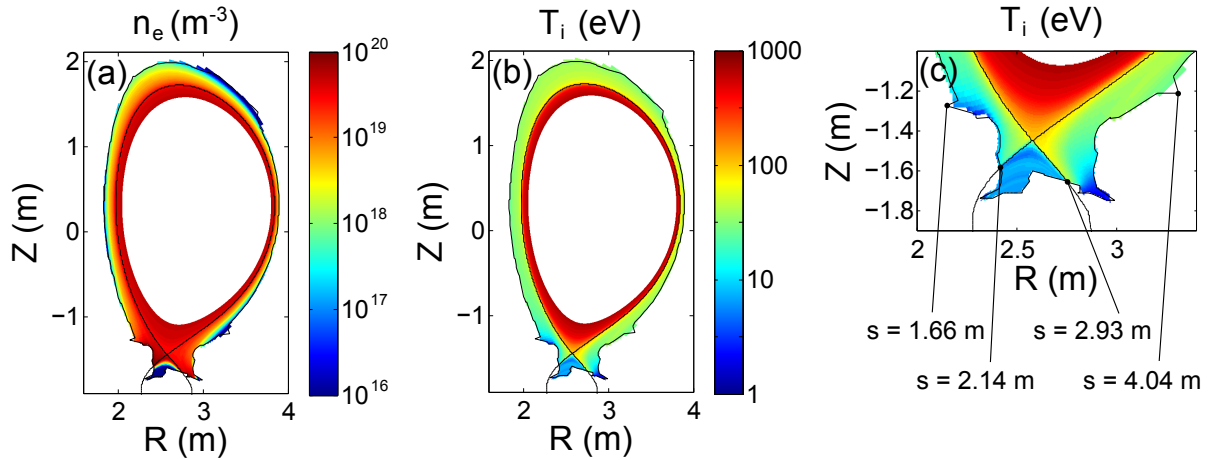 n_e (m^-3)
(a)
Z (m)
2
1
0
−1
2
3
4
R (m)
10^20
10^19
10^18
10^17
10^16
T_i (eV)
(b)
Z (m)
2
1
0
−1
2
3
4
R (m)
1000
100
10
1
T_i (eV)
(c)
Z (m)
−1.2
−1.4
−1.6
−1.8
2
2.5
3
R (m)
s = 1.66 m
s = 2.93 m
s = 2.14 m
s = 4.04 m